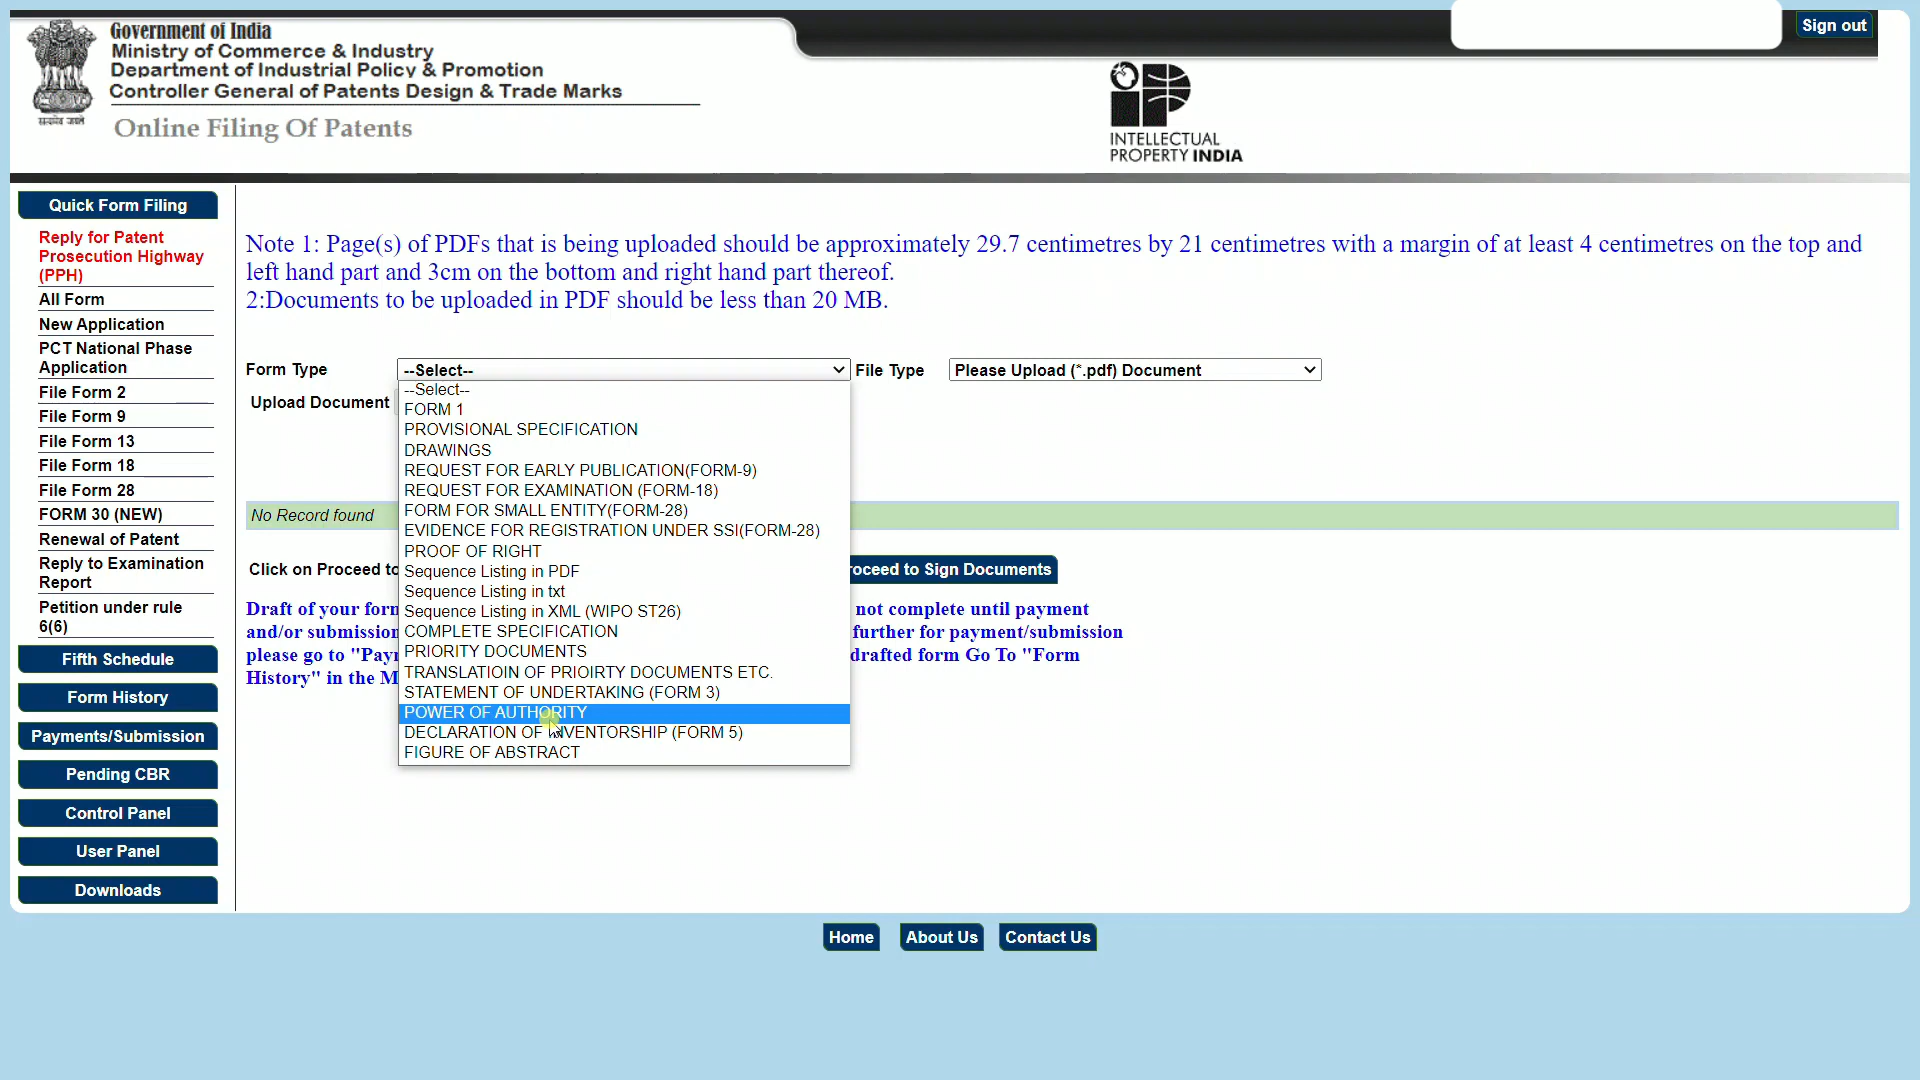 Government of India
Ministry of Commerce & Industry
Department of Industrial Policy & Promotion
Controller General of Patents Design & Trade Marks
सत्यमेव जयते
Online Filing Of Patents
Sign out
INTELLECTUAL
PROPERTY INDIA
Quick Form Filing
Reply for Patent
Prosecution Highway
(PPH)
All Form
New Application
PCT National Phase
Application
File Form 2
File Form 9
File Form 13
File Form 18
File Form 28
FORM 30 (NEW)
Renewal of Patent
Reply to Examination
Report
Petition under rule
6(6)
Fifth Schedule
Form History
Payments/Submission
Pending CBR
Control Panel
User Panel
Downloads
Note 1: Page(s) of PDFs that is being uploaded should be approximately 29.7 centimetres by 21 centimetres with a margin of at least 4 centimetres on the top and
left hand part and 3cm on the bottom and right hand part thereof.
2:Documents to be uploaded in PDF should be less than 20 MB.
Form Type --Select-- File Type Please Upload (*.pdf) Document
Upload Document
--Select--
FORM 1
PROVISIONAL SPECIFICATION
DRAWINGS
REQUEST FOR EARLY PUBLICATION(FORM-9)
REQUEST FOR EXAMINATION (FORM-18)
FORM FOR SMALL ENTITY(FORM-28)
EVIDENCE FOR REGISTRATION UNDER SSI(FORM-28)
PROOF OF RIGHT
Sequence Listing in PDF
Sequence Listing in txt
Sequence Listing in XML (WIPO ST26)
COMPLETE SPECIFICATION
PRIORITY DOCUMENTS
TRANSLATIOIN OF PRIOIRTY DOCUMENTS ETC.
STATEMENT OF UNDERTAKING (FORM 3)
POWER OF AUTHORITY
DECLARATION OF INVENTORSHIP (FORM 5)
FIGURE OF ABSTRACT
No Record found
Click on Proceed to roceed to Sign Documents
Draft of your for not complete until payment
and/or submission further for payment/submission
please go to "Pay drafted form Go To "Form
History" in the M
Home About Us Contact Us